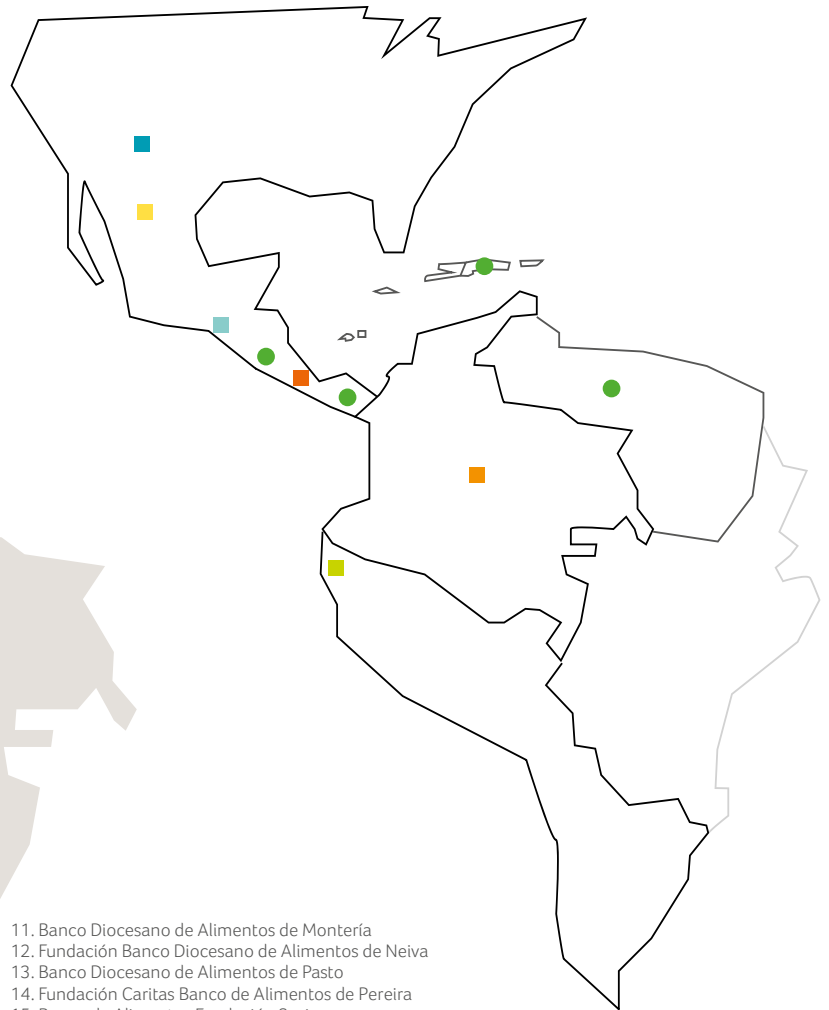 11. Banco Diocesano de Alimentos de Montería
12. Fundación Banco Diocesano de Alimentos de Neiva
13. Banco Diocesano de Alimentos de Pasto
14. Fundación Caritas Banco de Alimentos de Pereira